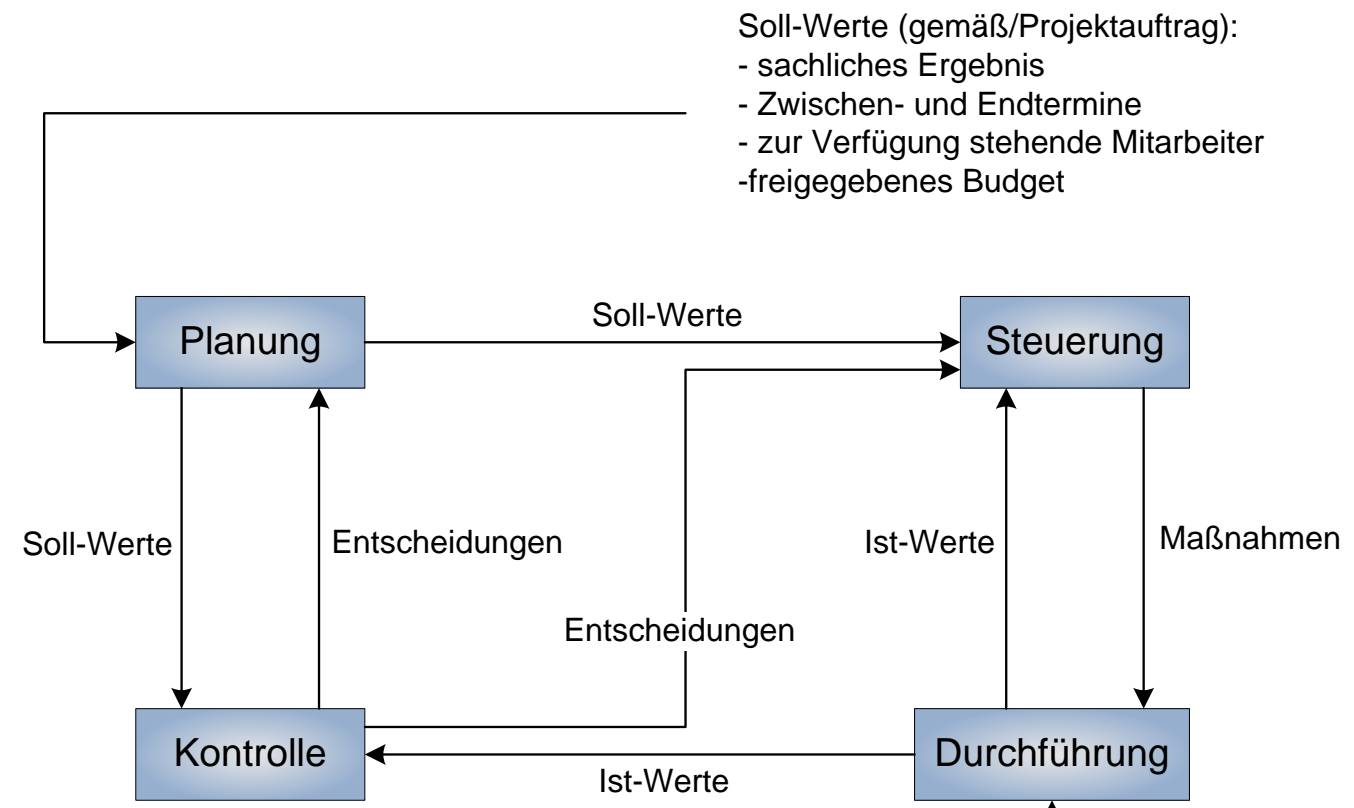 Soll-Werte (gemäß/Projektauftrag):
- sachliches Ergebnis
- Zwischen- und Endtermine
- zur Verfügung stehende Mitarbeiter
-freigegebenes Budget
Soll-Werte
Planung
Steuerung
Soll-Werte
Entscheidungen
Ist-Werte
Maßnahmen
Entscheidungen
Kontrolle
Durchführung
Ist-Werte